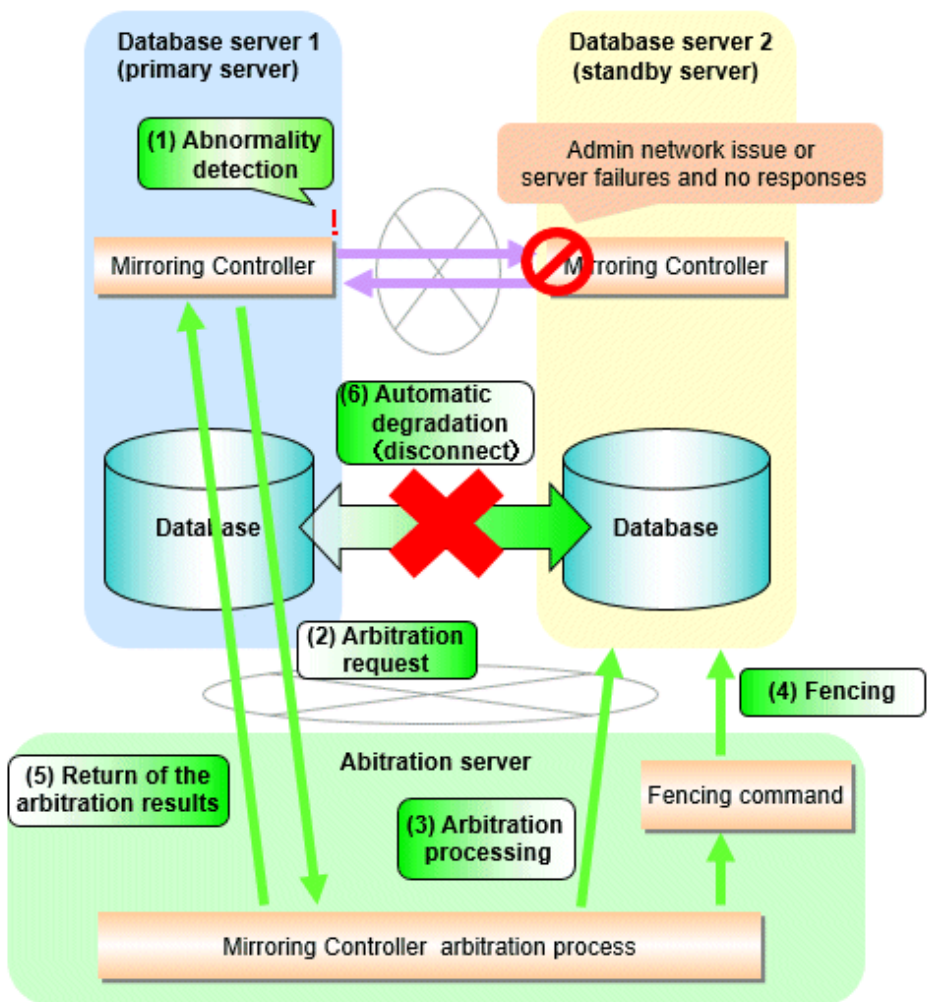 Database server 1
(primary server)
Database server 2
(standby server)
(1) Abnormality
detection
Admin network issue or
server failures and no responses
!
Mirroring Controller
Mirroring Controller
(6) Automatic
degradation
(disconnect)
Database
Database
(2) Arbitration
request
(4) Fencing
Abitration server
(5) Return of the
arbitration results
Fencing command
(3) Arbitration
processing
Mirroring Controller arbitration process